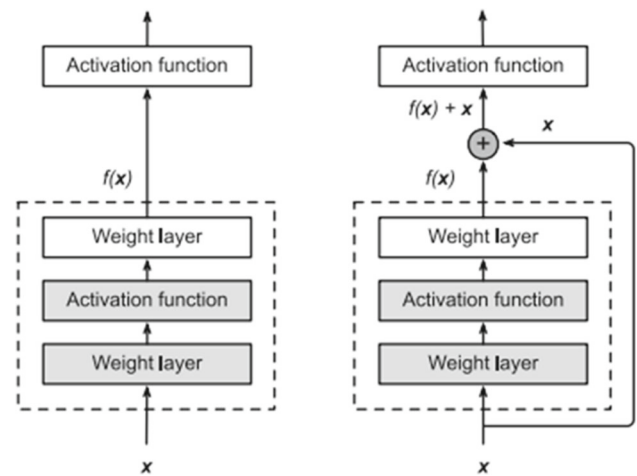 Activation function
f(x)
Weight layer
Activation function
Weight layer
x
Activation function
f(x) + x
x
+
f(x)
Weight layer
Activation function
Weight layer
x